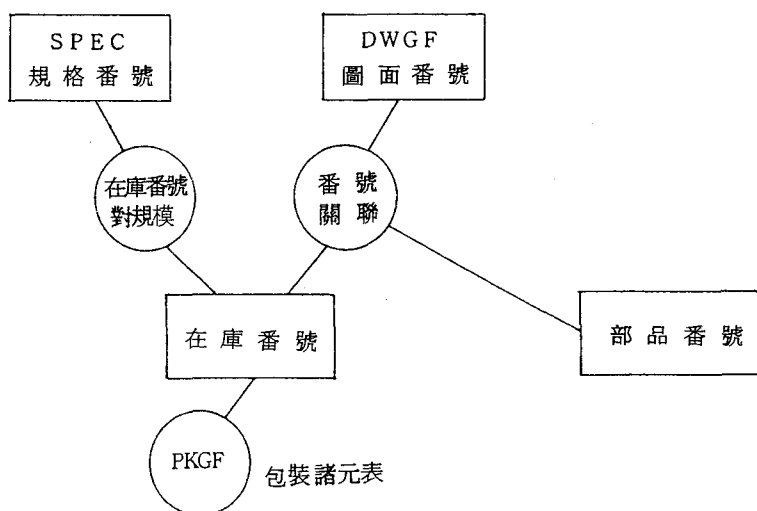 SPEC
規格番號
DWGF
圖面番號
在庫番號
對規模
番號
關聯
在庫番號
部品番號
PKGF
包裝諸元表